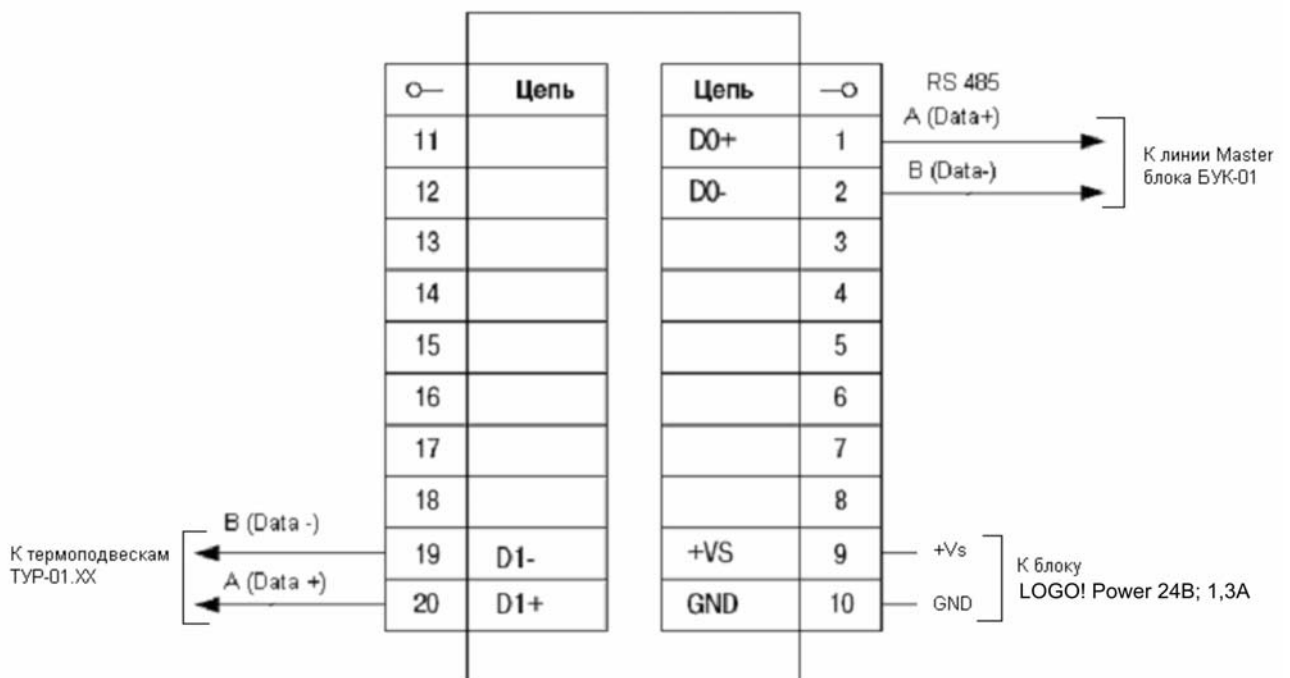 Цепь
11
12
13
14
15
16
17
18
19 D1-
20 D1+
B (Data -)
A (Data +)
К термоподвескам
ТУР-01.XX
Цепь
D0+ 1
D0- 2
3
4
5
6
7
8
+VS 9
GND 10
RS 485
A (Data+)
B (Data-)
К линии Master
блока БУК-01
+Vs
GND
К блоку
LOGO! Power 24В; 1,3А